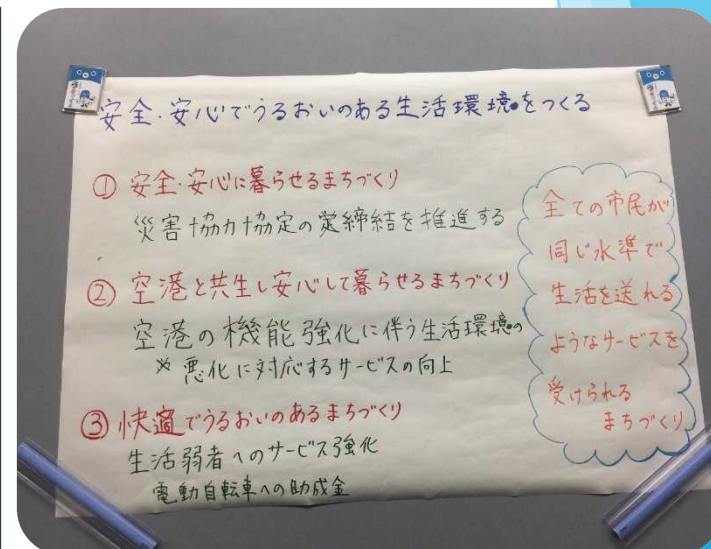 安全・安心でうるおいのある生活環境をつくる
① 安全・安心に暮らせるまちづくり
災害協力協定の締結を推進する
② 空港と共生し安心して暮らせるまちづくり
空港の機能強化に伴う生活環境の
悪化に対応するサービスの向上
③ 快適でうるおいのあるまちづくり
生活弱者へのサービス強化
電動自転車への助成金
全ての市民が
同じ水準で
生活を送れる
ようなサービスを
受けられる
まちづくり